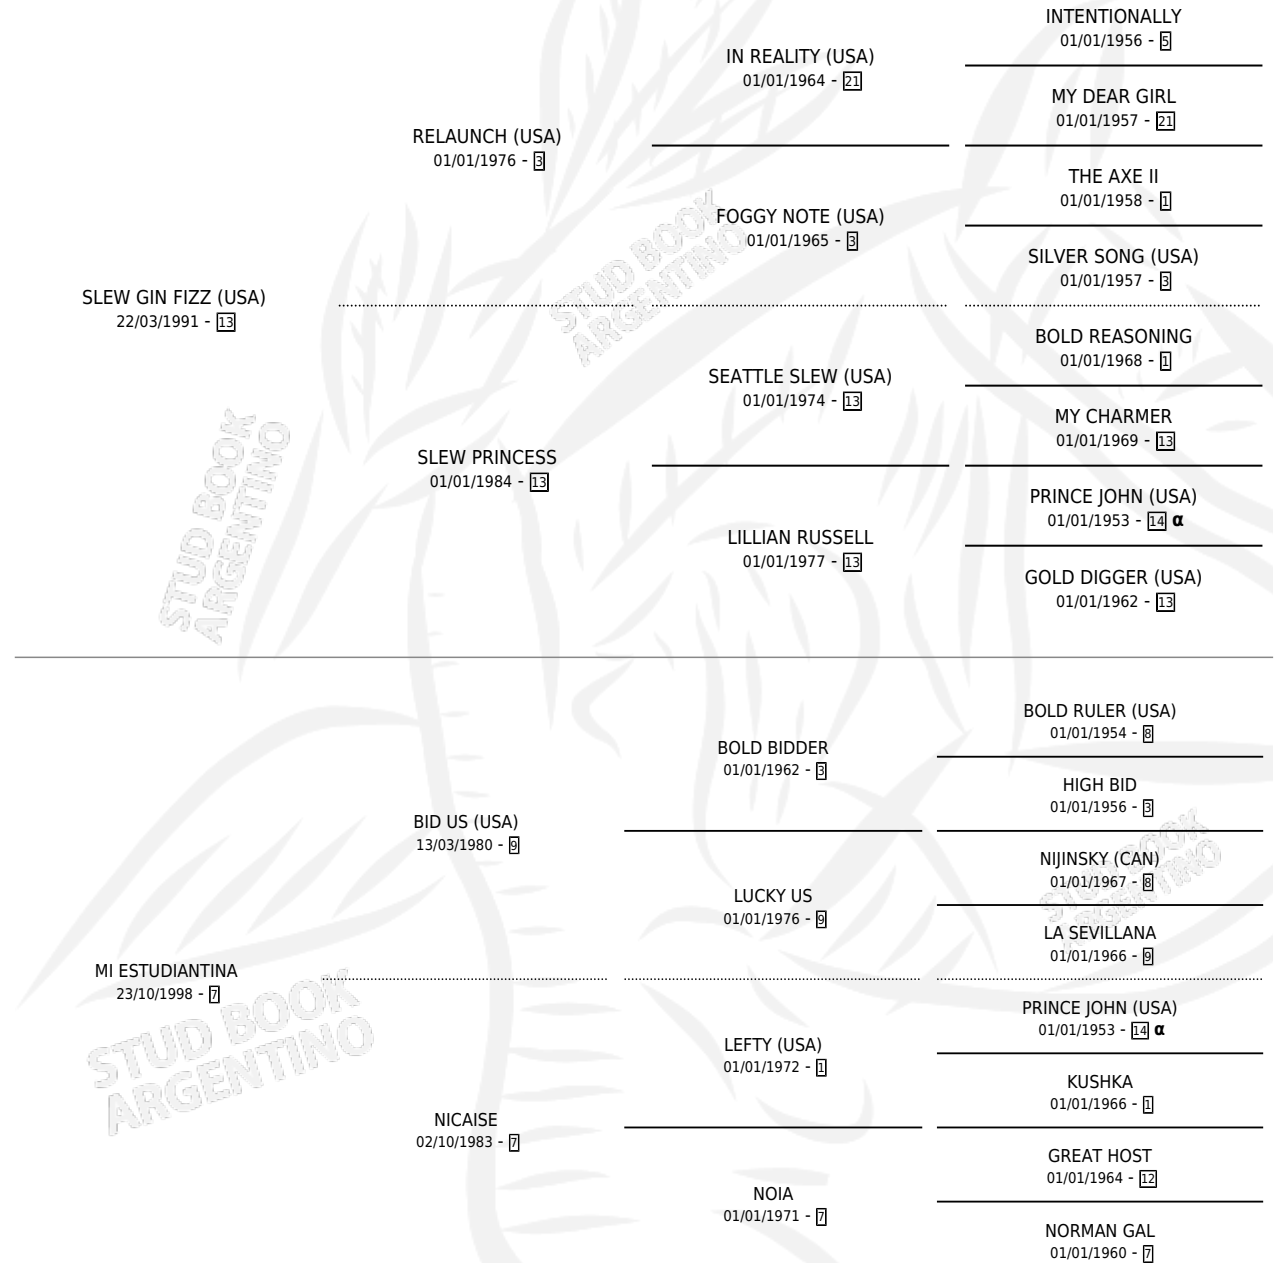 INTENTIONALLY
01/01/1956 - 5
IN REALITY (USA)
01/01/1964 - 21
MY DEAR GIRL
01/01/1957 - 21
RELAUNCH (USA)
01/01/1976 - 3
THE AXE II
01/01/1958 - 1
FOGGY NOTE (USA)
01/01/1965 - 3
SILVER SONG (USA)
01/01/1957 - 3
SLEW GIN FIZZ (USA)
22/03/1991 - 13
BOLD REASONING
01/01/1968 - 1
SEATTLE SLEW (USA)
01/01/1974 - 13
MY CHARMER
01/01/1969 - 13
SLEW PRINCESS
01/01/1984 - 13
PRINCE JOHN (USA)
01/01/1953 - 14 α
LILLIAN RUSSELL
01/01/1977 - 13
GOLD DIGGER (USA)
01/01/1962 - 13
BOLD RULER (USA)
01/01/1954 - 8
BOLD BIDDER
01/01/1962 - 3
HIGH BID
01/01/1956 - 3
BID US (USA)
13/03/1980 - 9
NIJINSKY (CAN)
01/01/1967 - 8
LUCKY US
01/01/1976 - 9
LA SEVILLANA
01/01/1966 - 9
MI ESTUDIANTINA
23/10/1998 - 7
PRINCE JOHN (USA)
01/01/1953 - 14 α
LEFTY (USA)
01/01/1972 - 1
KUSHKA
01/01/1966 - 1
NICAISE
02/10/1983 - 7
GREAT HOST
01/01/1964 - 12
NOIA
01/01/1971 - 7
NORMAN GAL
01/01/1960 - 7
STUD BOOK
ARGENTINO
STUD BOOK
ARGENTINO
STUD BOOK
ARGENTINO
STUD BOOK
ARGENTINO